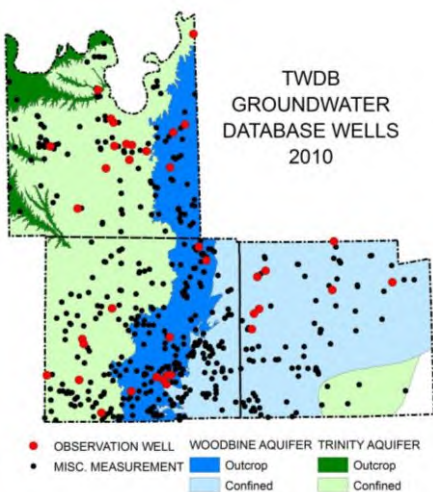 TWDB
GROUNDWATER
DATABASE WELLS
2010
OBSERVATION WELL
MISC. MEASUREMENT
WOODBINE AQUIFER
Outcrop
Confined
TRINITY AQUIFER
Outcrop
Confined